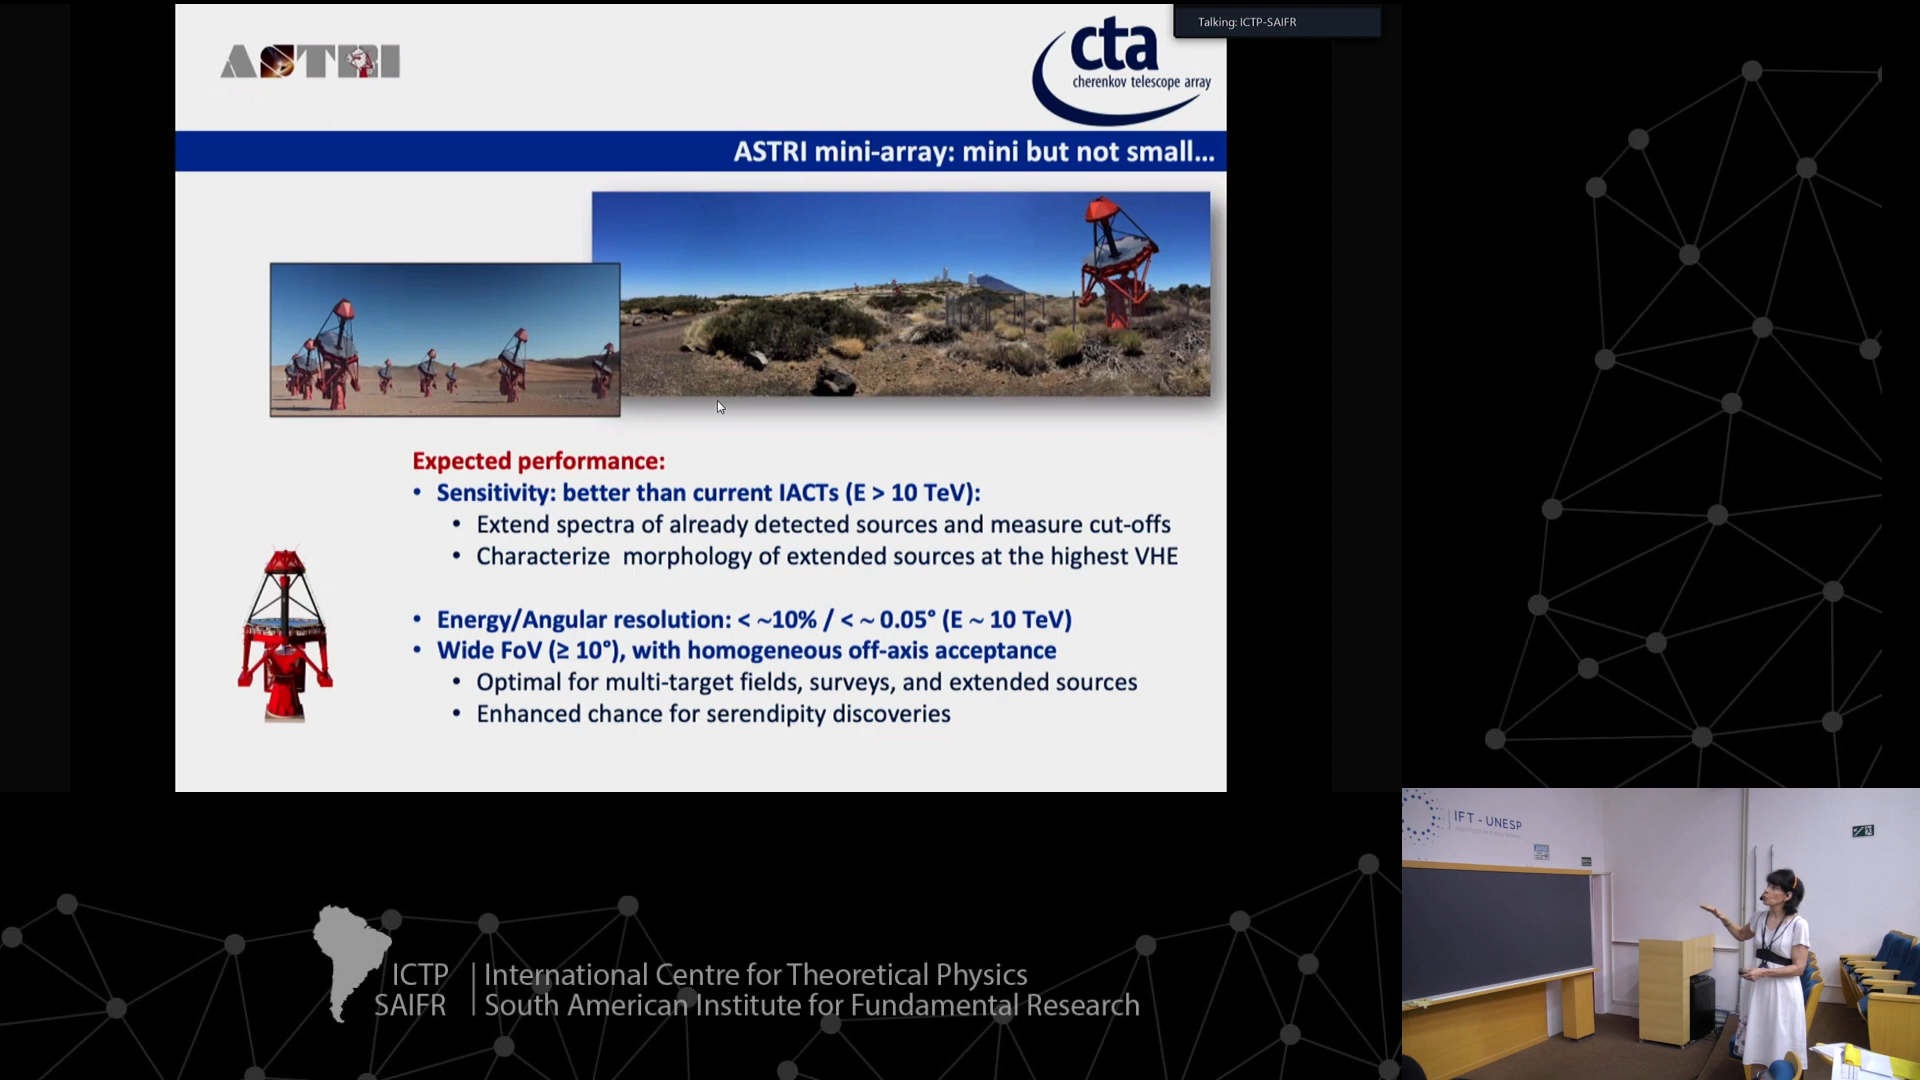 Talking: ICTP-SAIFR
ASTRI
cta
cherenkov telescope array
ASTRI mini-array: mini but not small...
Expected performance:
• Sensitivity: better than current IACTs (E > 10 TeV):
• Extend spectra of already detected sources and measure cut-offs
• Characterize morphology of extended sources at the highest VHE
• Energy/Angular resolution: < ~10% / < ~ 0.05° (E ~ 10 TeV)
• Wide FoV (≥ 10°), with homogeneous off-axis acceptance
• Optimal for multi-target fields, surveys, and extended sources
• Enhanced chance for serendipity discoveries
IFT - UNESP
ICTP | International Centre for Theoretical Physics
SAIFR | South American Institute for Fundamental Research